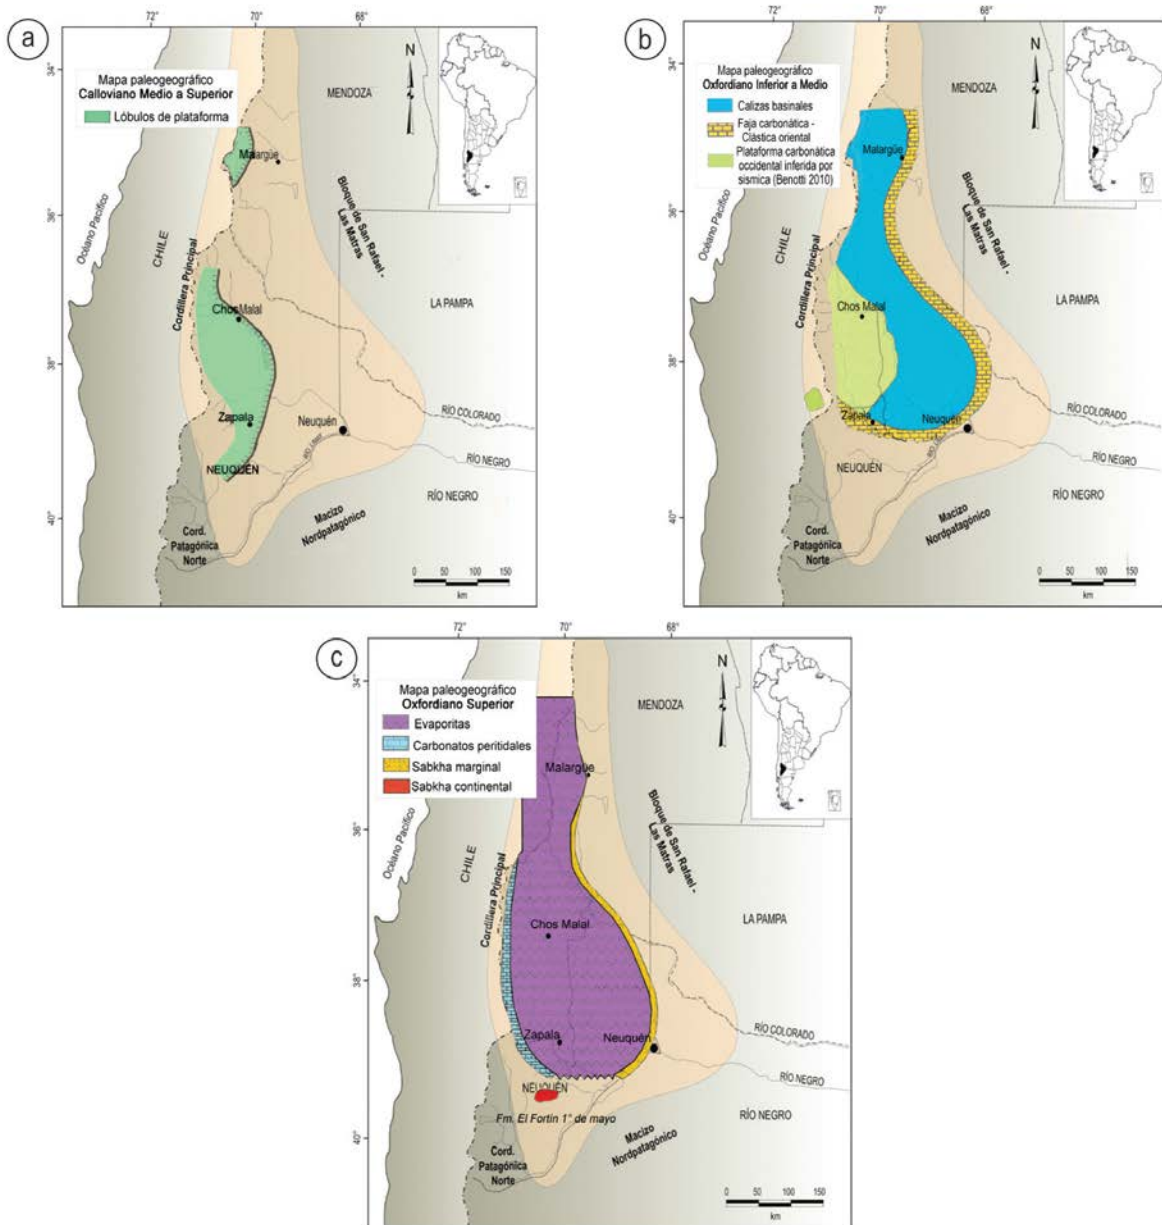 a
72°
70°
34°
N
Mapa paleogeográfico
Calloviano Medio a Superior
Lóbulos de plataforma
MENDOZA
Malargüe
Océano Pacífico
36°
CHILE
Cordillera Principal
Bloque de San Rafael -
Las Matras
LA PAMPA
Chos Malal
38°
Zapala
Neuquén
RÍO COLORADO
RÍO NEGRO
NEUQUÉN
RÍO NEGRO
Macizo
Nordpatagónico
40°
Cord.
Patagónica
Norte
0 50 100 150
km
b
72°
70°
68°
34°
N
Mapa paleogeográfico
Oxfordiano Inferior a Medio
Calizas basinales
Faja carbonática -
Clástica oriental
Plataforma carbonática
occidental inferida por
sísmica (Benotti 2010)
MENDOZA
Malargüe
Océano Pacífico
36°
CHILE
Cordillera Principal
Bloque de San Rafael -
Las Matras
LA PAMPA
Chos Malal
38°
Zapala
Neuquén
RÍO COLORADO
RÍO NEGRO
NEUQUÉN
RÍO NEGRO
Macizo
Nordpatagónico
40°
Cord.
Patagónica
Norte
0 50 100 150
km
c
72°
70°
68°
34°
N
Mapa paleogeográfico
Oxfordiano Superior
Evaporitas
Carbonatos peritidales
Sabkha marginal
Sabkha continental
MENDOZA
Malargüe
Océano Pacífico
36°
CHILE
Cordillera Principal
Bloque de San Rafael -
Las Matras
LA PAMPA
Chos Malal
38°
Zapala
Neuquén
RÍO COLORADO
RÍO NEGRO
NEUQUÉN
Fm. El Fortín 1° de mayo
RÍO NEGRO
Macizo
Nordpatagónico
40°
Cord.
Patagónica
Norte
0 50 100 150
km